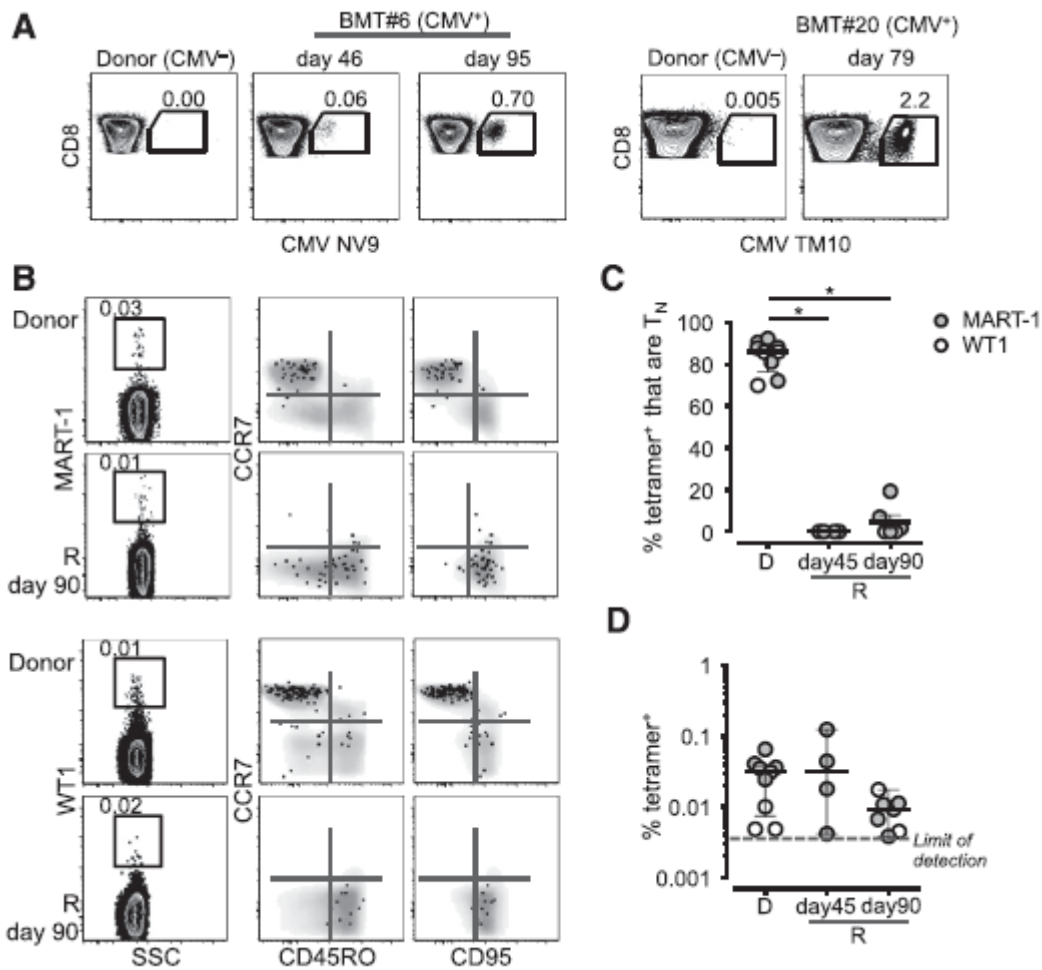 A
BMT#6 (CMV+)
BMT#20 (CMV+)
Donor (CMV–)
day 46
day 95
Donor (CMV–)
day 79
0.00
0.06
0.70
0.005
2.2
CD8
CD8
CMV NV9
CMV TM10
B
Donor
0.03
MART-1
CCR7
0.01
R
day 90
Donor
0.01
WT1
CCR7
0.02
R
day 90
SSC
CD45RO
CD95
C
% tetramer+ that are TN
100
80
60
40
20
0
*
*
MART-1
WT1
D
day45
day90
R
D
% tetramer+
1
0.1
0.01
0.001
Limit of
detection
D
day45
day90
R